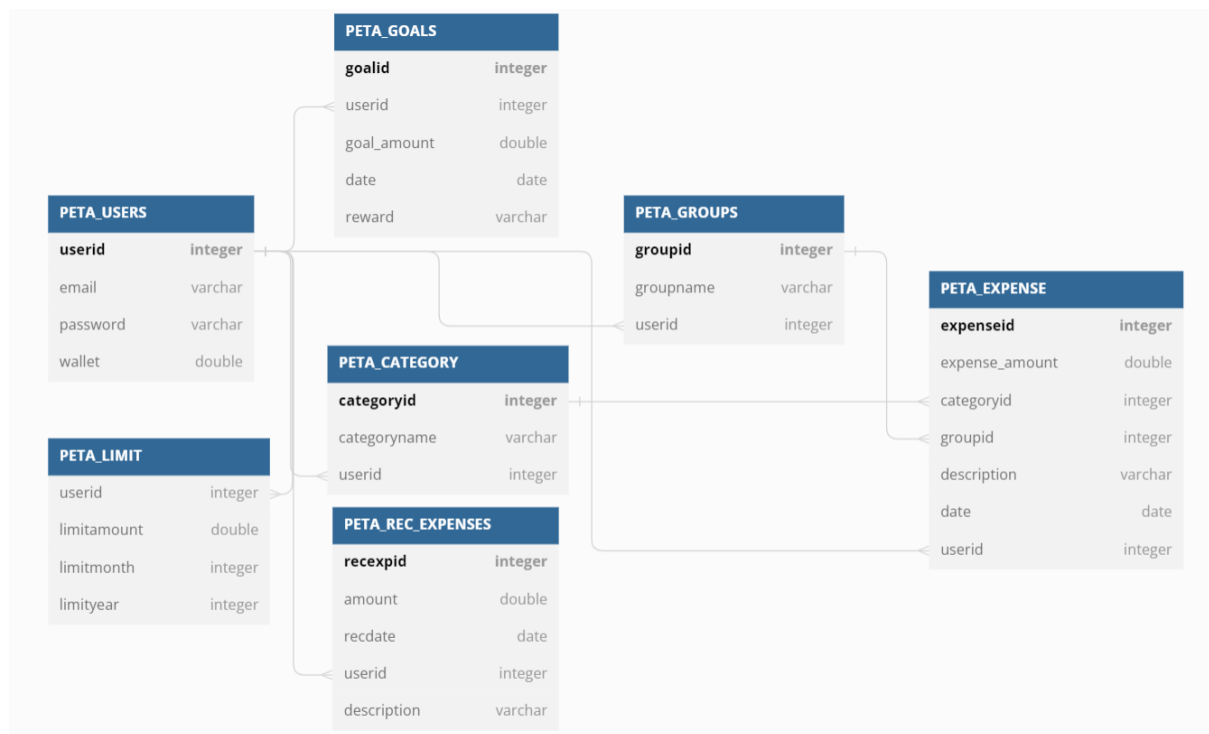 PETA_GOALS
goalid integer
userid integer
goal_amount double
date date
reward varchar
PETA_USERS
userid integer
email varchar
password varchar
wallet double
PETA_GROUPS
groupid integer
groupname varchar
userid integer
PETA_EXPENSE
expenseid integer
expense_amount double
categoryid integer
groupid integer
description varchar
date date
userid integer
PETA_CATEGORY
categoryid integer
categoryname varchar
userid integer
PETA_LIMIT
userid integer
limitamount double
limitmonth integer
limityear integer
PETA_REC_EXPENSES
recexpid integer
amount double
recdate date
userid integer
description varchar